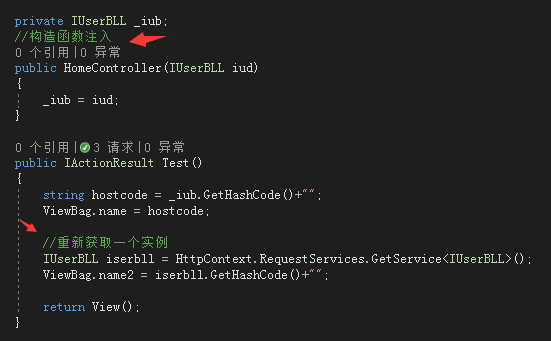 private IUserBLL _iub;
//构造函数注入
0 个引用|0 异常
public HomeController(IUserBLL iud)
{
_iub = iud;
}
0 个引用|3 请求|0 异常
public IActionResult Test()
{
string hostcode = _iub.GetHashCode()+"";
ViewBag.name = hostcode;
//重新获取一个实例
IUserBLL iserbll = HttpContext.RequestServices.GetService<IUserBLL>();
ViewBag.name2 = iserbll.GetHashCode()+"";
return View();
}